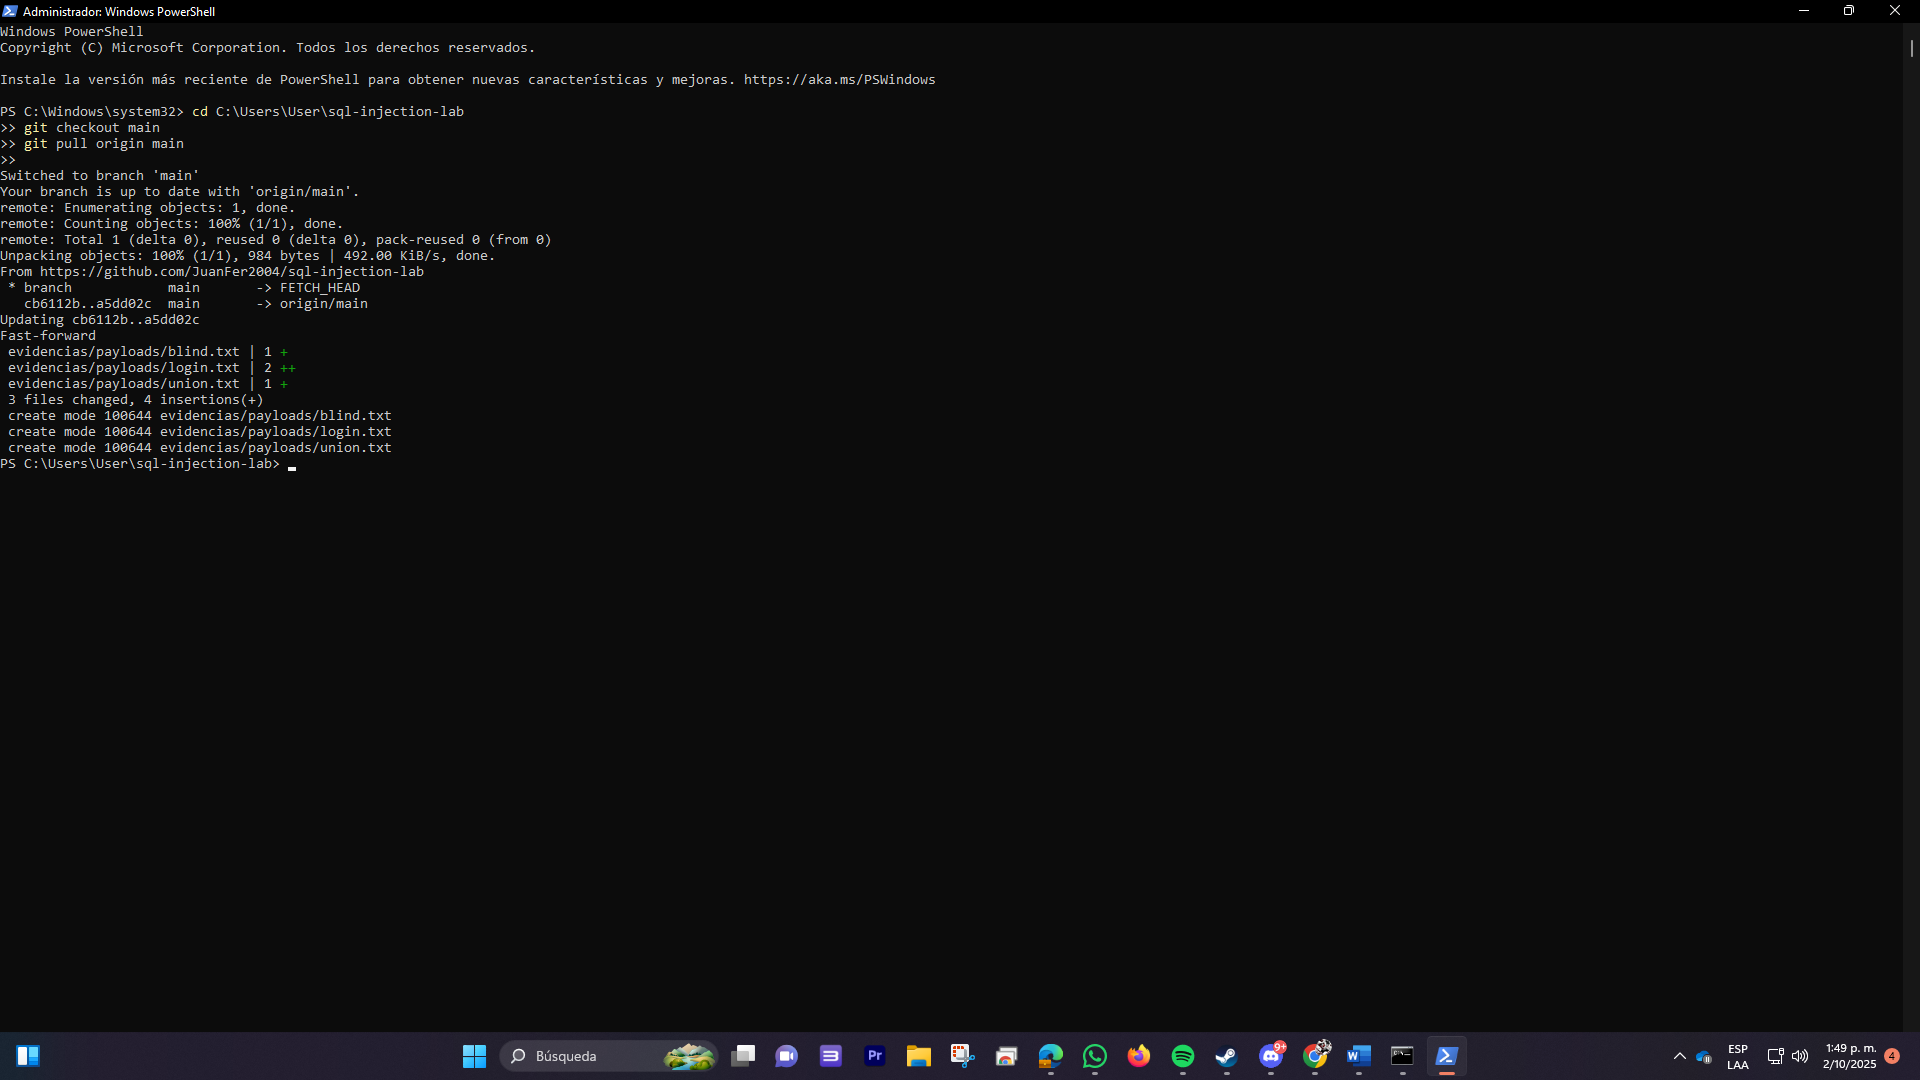 Administrador: Windows PowerShell
Windows PowerShell
Copyright (C) Microsoft Corporation. Todos los derechos reservados.
Instale la versión más reciente de PowerShell para obtener nuevas características y mejoras. https://aka.ms/PSWindows
PS C:\Windows\system32> cd C:\Users\User\sql-injection-lab
>> git checkout main
>> git pull origin main
>>
Switched to branch 'main'
Your branch is up to date with 'origin/main'.
remote: Enumerating objects: 1, done.
remote: Counting objects: 100% (1/1), done.
remote: Total 1 (delta 0), reused 0 (delta 0), pack-reused 0 (from 0)
Unpacking objects: 100% (1/1), 984 bytes | 492.00 KiB/s, done.
From https://github.com/JuanFer2004/sql-injection-lab
 * branch            main       -> FETCH_HEAD
   cb6112b..a5dd02c  main       -> origin/main
Updating cb6112b..a5dd02c
Fast-forward
 evidencias/payloads/blind.txt | 1 +
 evidencias/payloads/login.txt | 2 ++
 evidencias/payloads/union.txt | 1 +
 3 files changed, 4 insertions(+)
 create mode 100644 evidencias/payloads/blind.txt
 create mode 100644 evidencias/payloads/login.txt
 create mode 100644 evidencias/payloads/union.txt
PS C:\Users\User\sql-injection-lab>
Búsqueda
Pr
9+
ESP
LAA
1:49 p. m.
2/10/2025
4